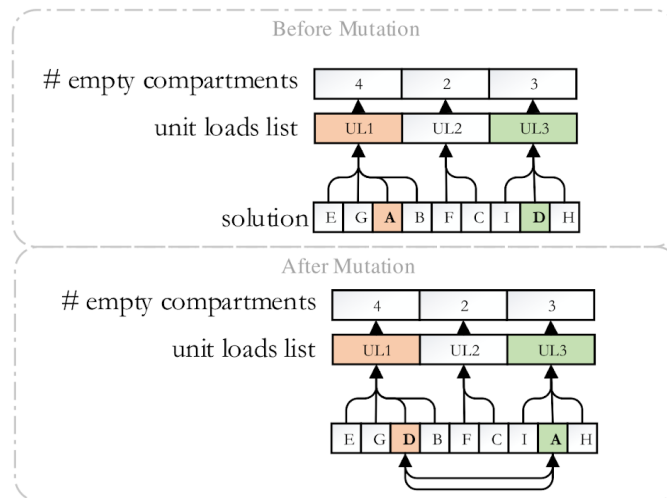 Before Mutation
# empty compartments 4 2 3
unit loads list UL1 UL2 UL3
solution E G A B F C I D H
After Mutation
# empty compartments 4 2 3
unit loads list UL1 UL2 UL3
E G D B F C I A H